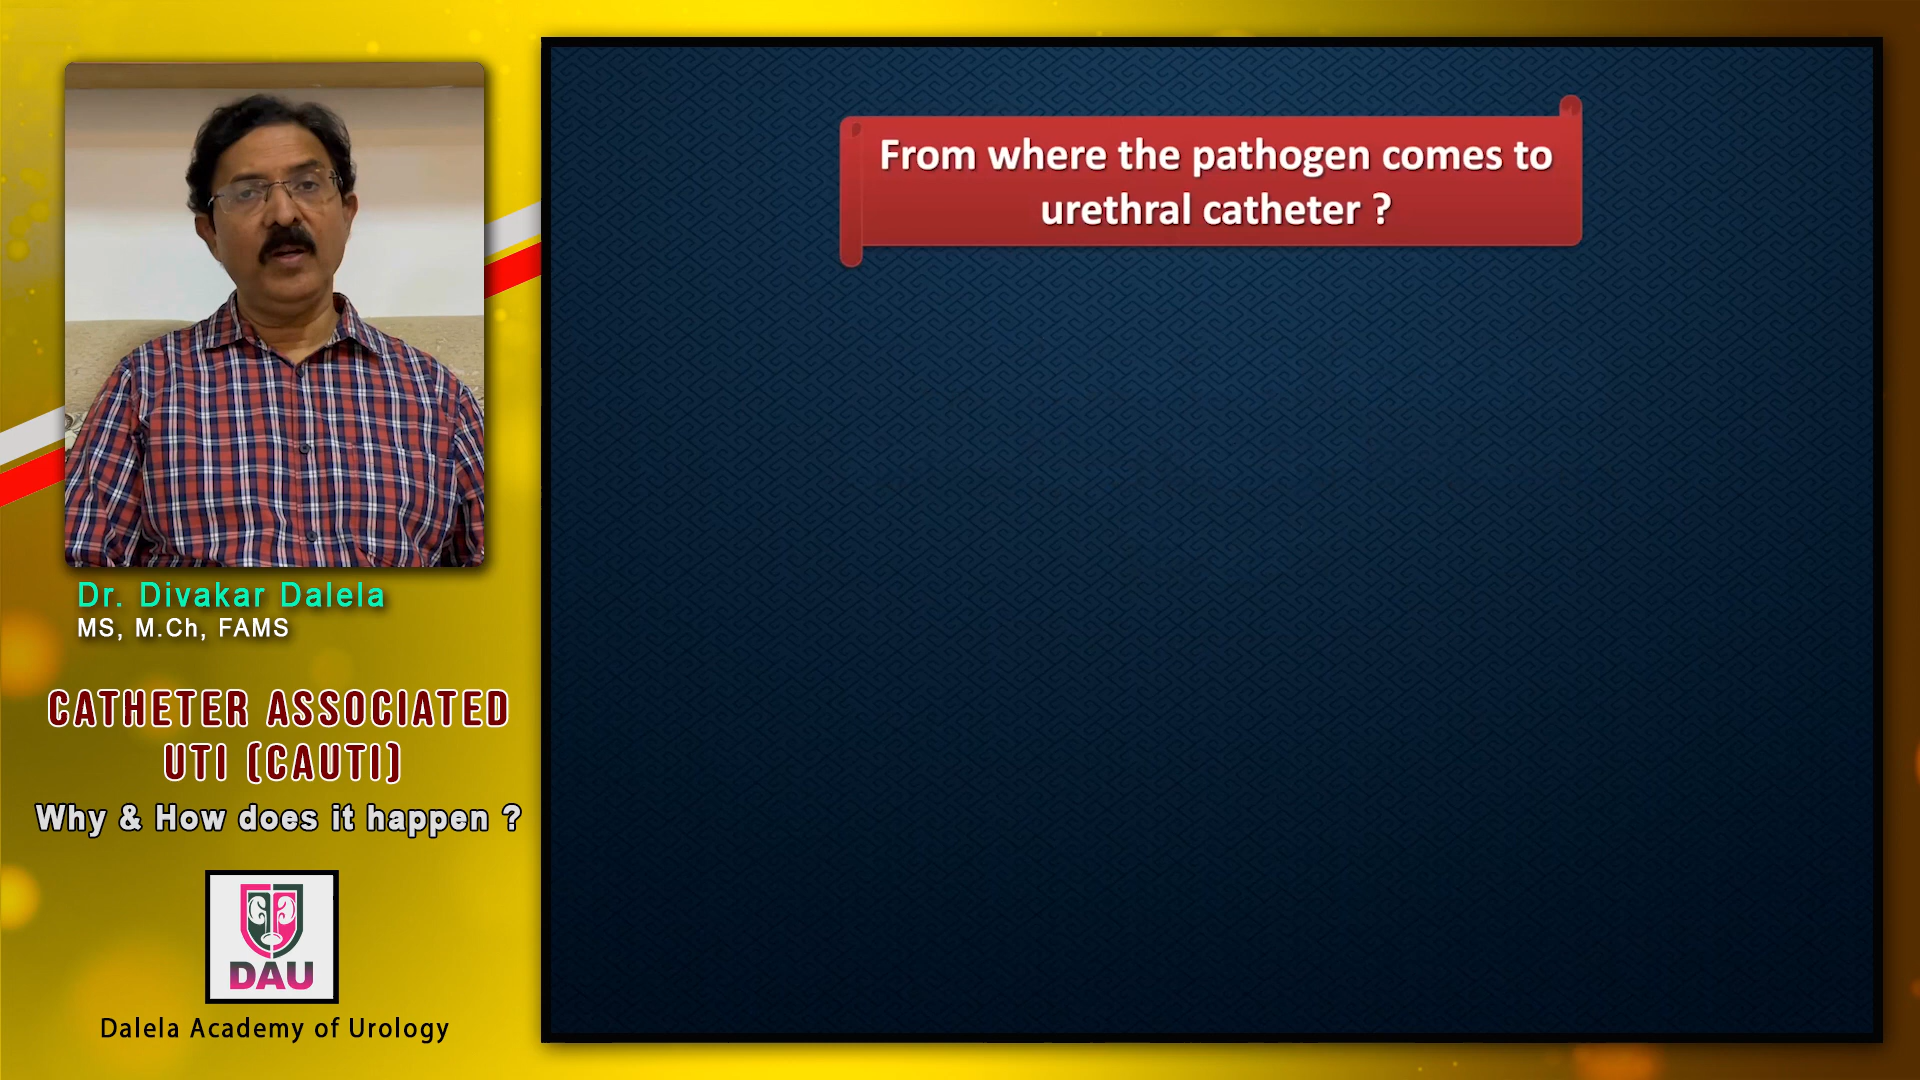 From where the pathogen comes to
urethral catheter ?
Dr. Divakar Dalela
MS, M.Ch, FAMS
CATHETER ASSOCIATED
UTI (CAUTI)
Why & How does it happen ?
DAU
Dalela Academy of Urology